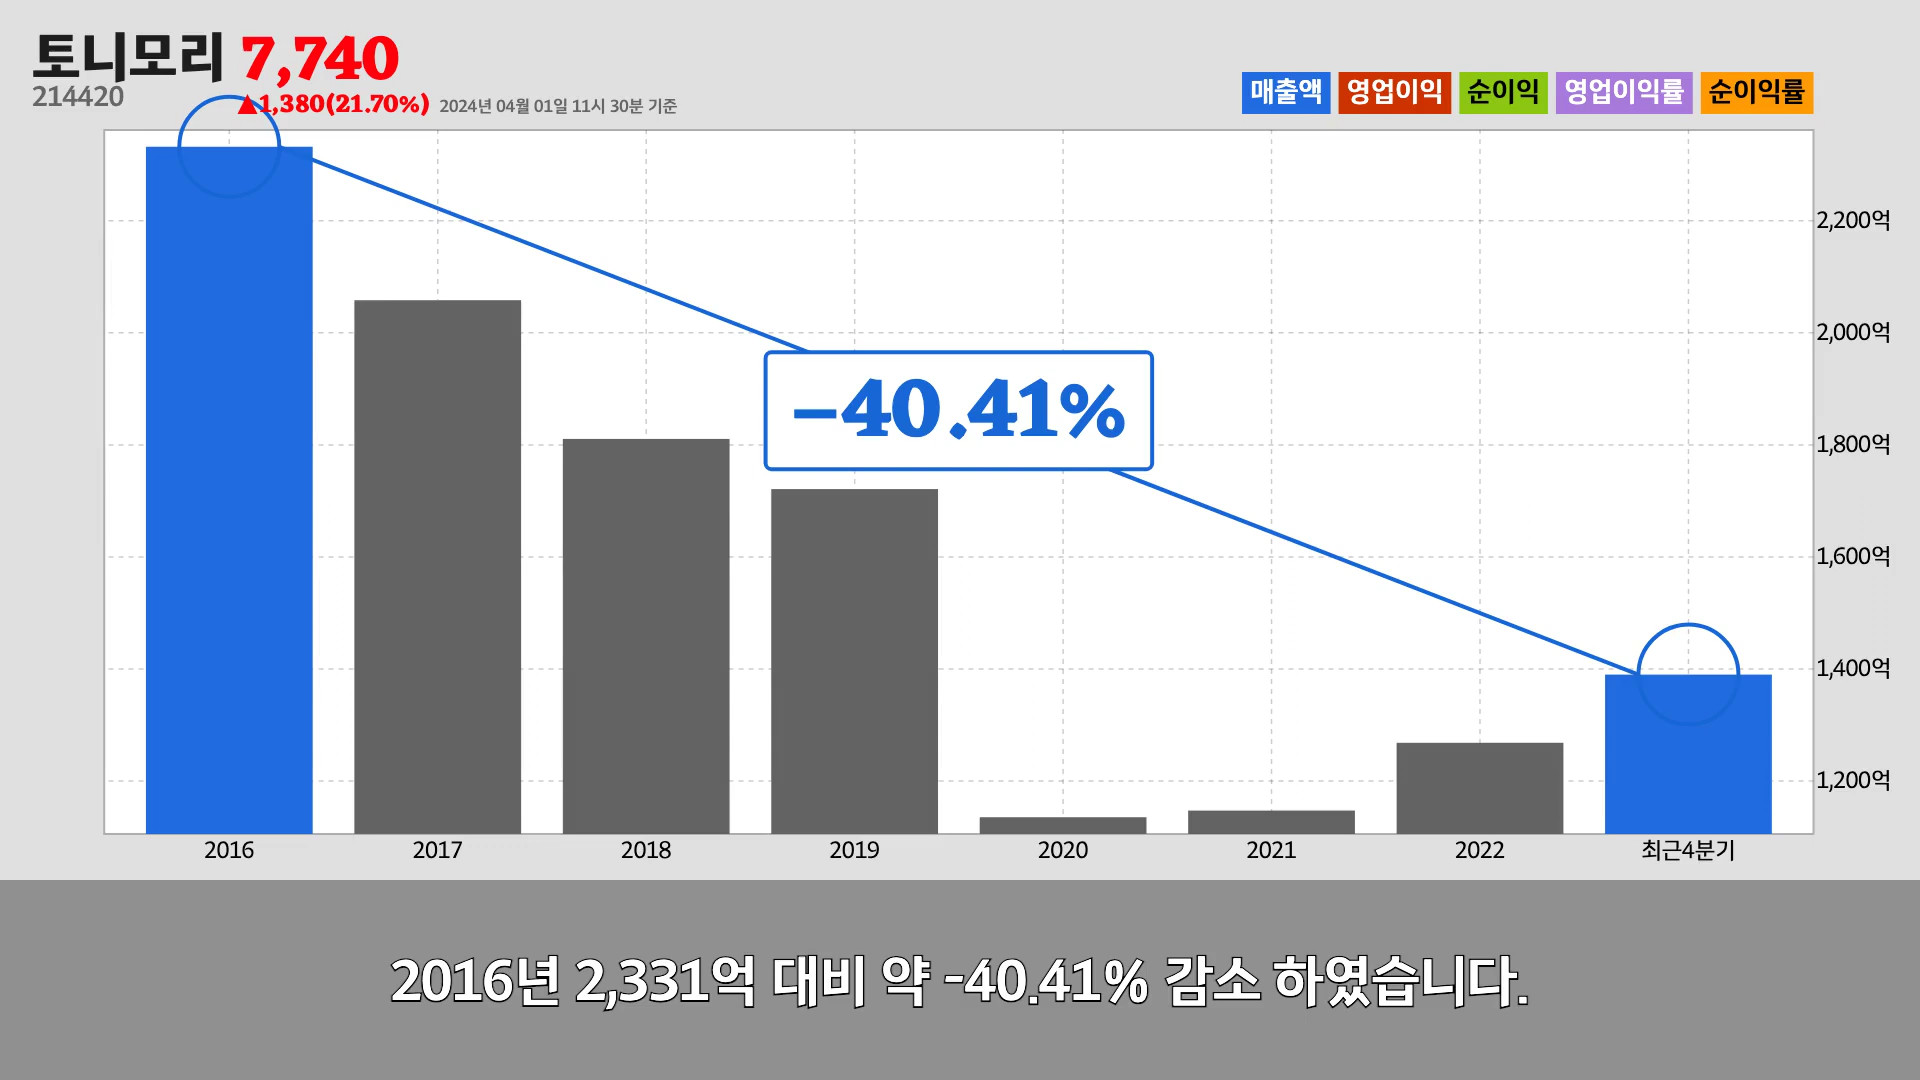 토니모리 7,740
214420
▲1,380(21.70%) 2024년 04월 01일 11시 30분 기준
매출액 영업이익 순이익 영업이익률 순이익률
2,200억
2,000억
-40.41%
1,800억
1,600억
1,400억
1,200억
2016 2017 2018 2019 2020 2021 2022 최근4분기
2016년 2,331억 대비 약 -40.41% 감소 하였습니다.